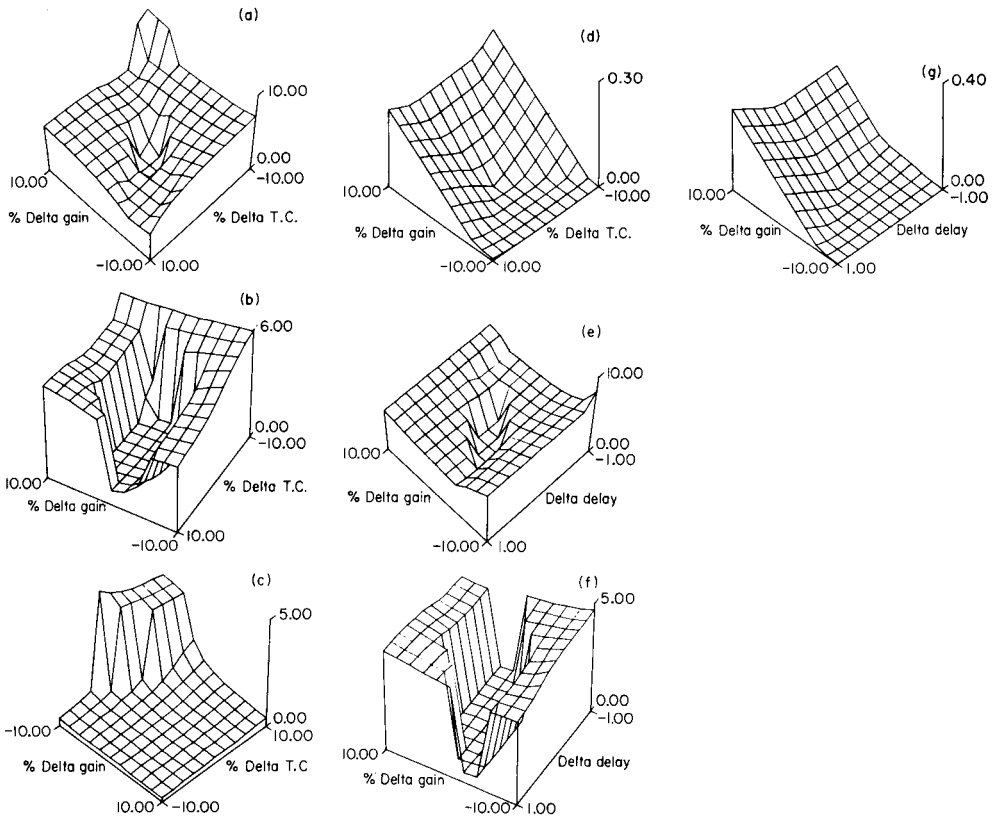 (a)
10.00
0.00
-10.00
10.00
% Delta gain
% Delta T.C.
-10.00
10.00
(b)
6.00
0.00
-10.00
10.00
% Delta gain
% Delta T.C.
-10.00
10.00
(c)
5.00
0.00
10.00
-10.00
% Delta gain
% Delta T.C
10.00
-10.00
(d)
0.30
0.00
-10.00
10.00
% Delta gain
% Delta T.C.
-10.00
10.00
(e)
10.00
0.00
-1.00
10.00
% Delta gain
Delta delay
-10.00
1.00
(f)
5.00
0.00
-1.00
10.00
% Delta gain
Delta delay
-10.00
1.00
(g)
0.40
0.00
-1.00
10.00
% Delta gain
Delta delay
-10.00
1.00